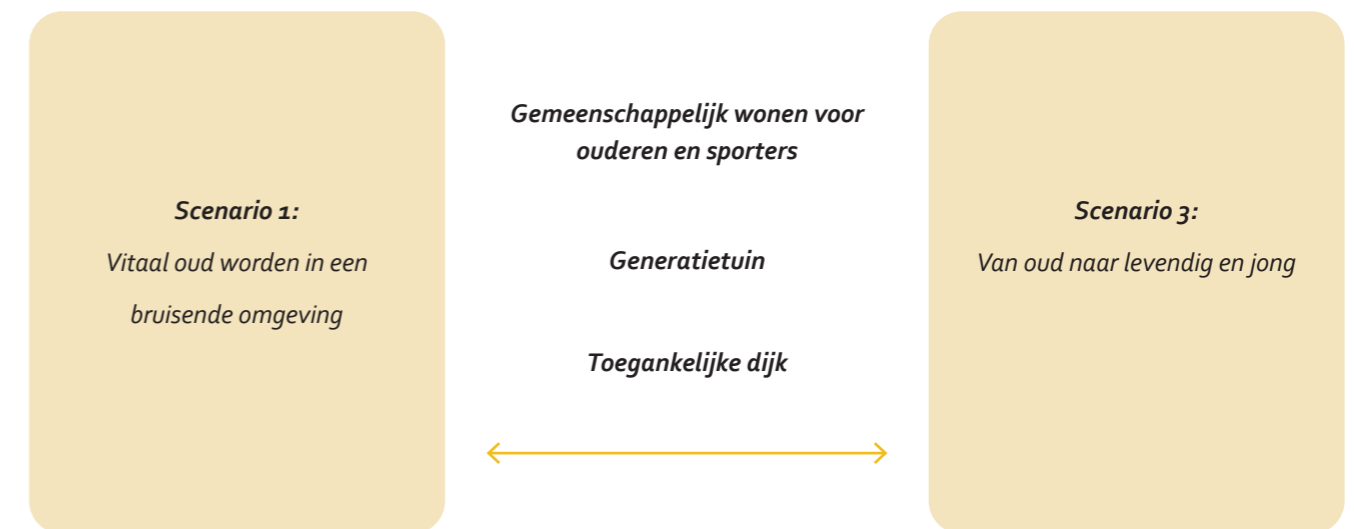 Scenario 1:
Vitaal oud worden in een
bruisende omgeving
Gemeenschappelijk wonen voor
ouderen en sporters
Generatietuin
Toegankelijke dijk
Scenario 3:
Van oud naar levendig en jong